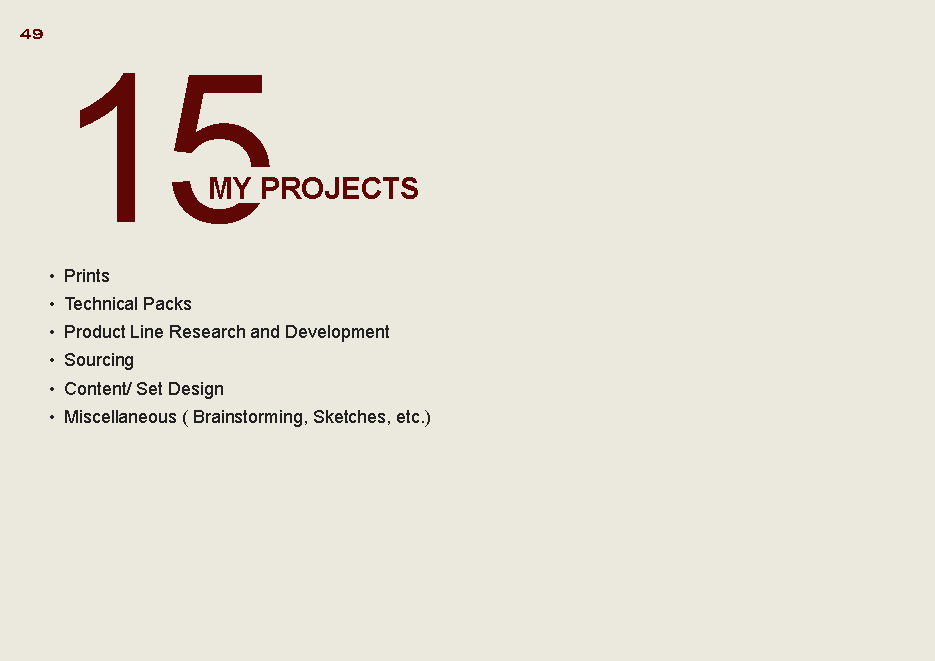 49
15
MY PROJECTS
• Prints
• Technical Packs
• Product Line Research and Development
• Sourcing
• Content/ Set Design
• Miscellaneous ( Brainstorming, Sketches, etc.)